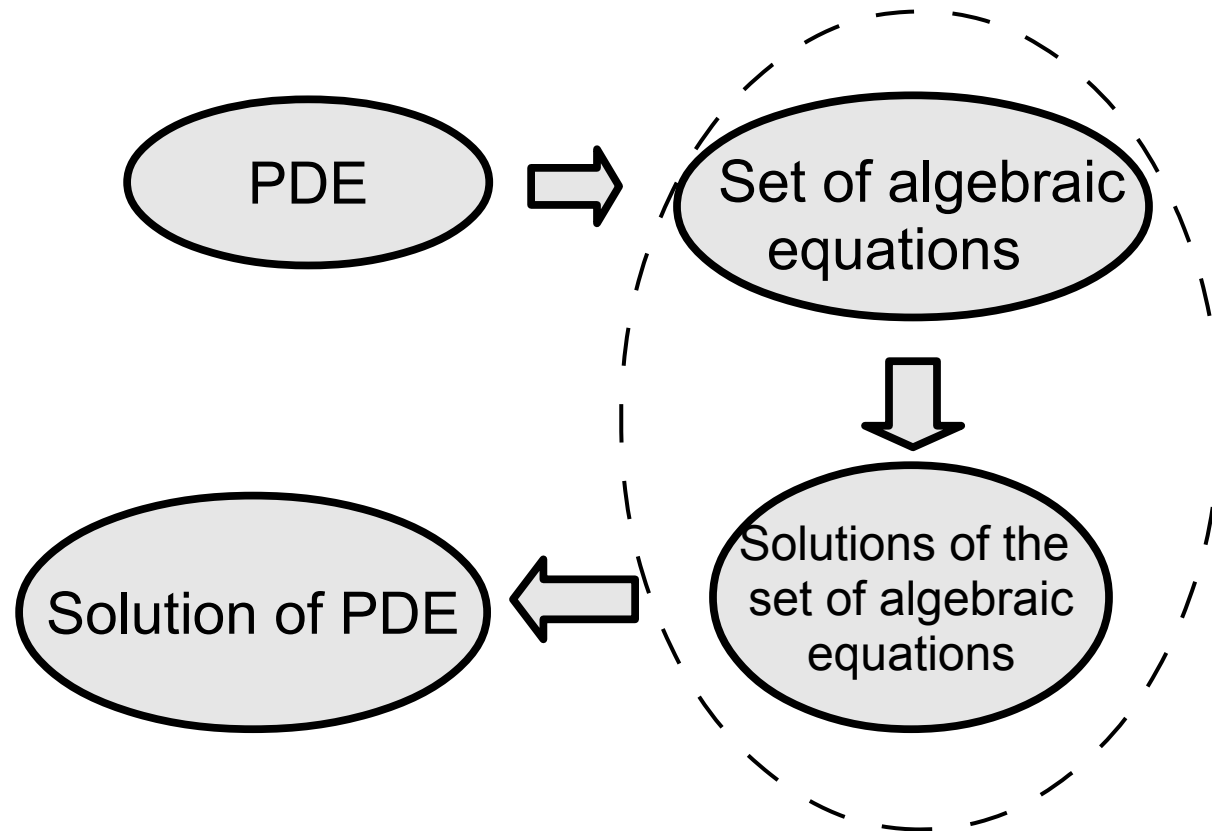 PDE
Set of algebraic
equations
Solutions of the
set of algebraic
equations
Solution of PDE